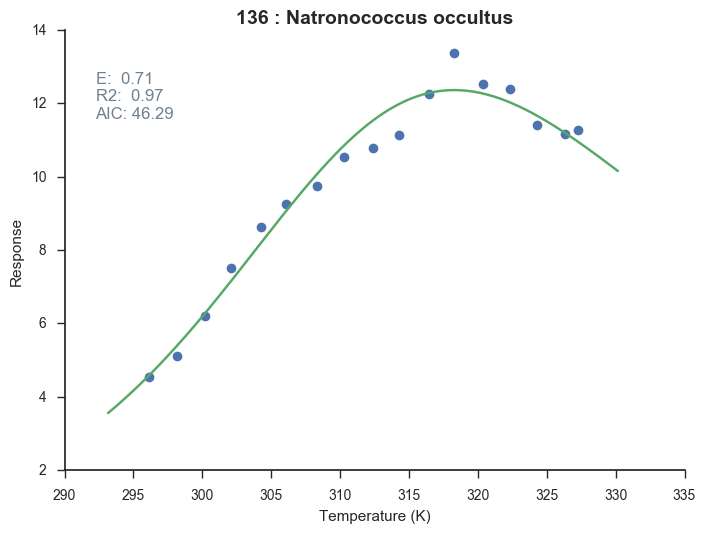 136 : Natronococcus occultus
14
12
10
8
6
4
2
E:  0.71
R2:  0.97
AIC: 46.29
Response
290 295 300 305 310 315 320 325 330 335
Temperature (K)